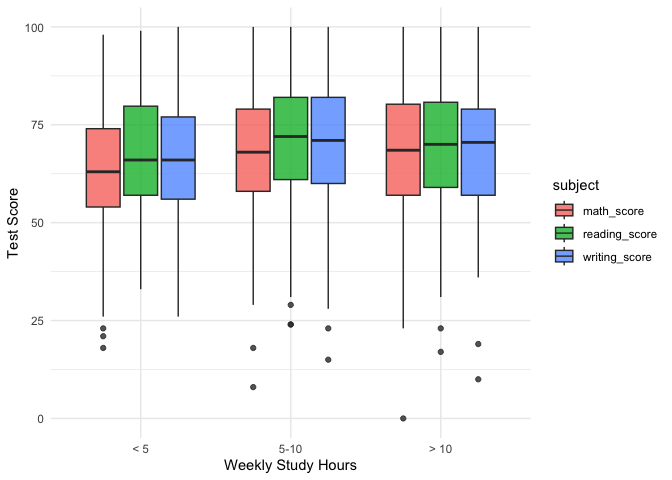 100
75
50
25
0
Test Score
< 5
5-10
> 10
Weekly Study Hours
subject
math_score
reading_score
writing_score